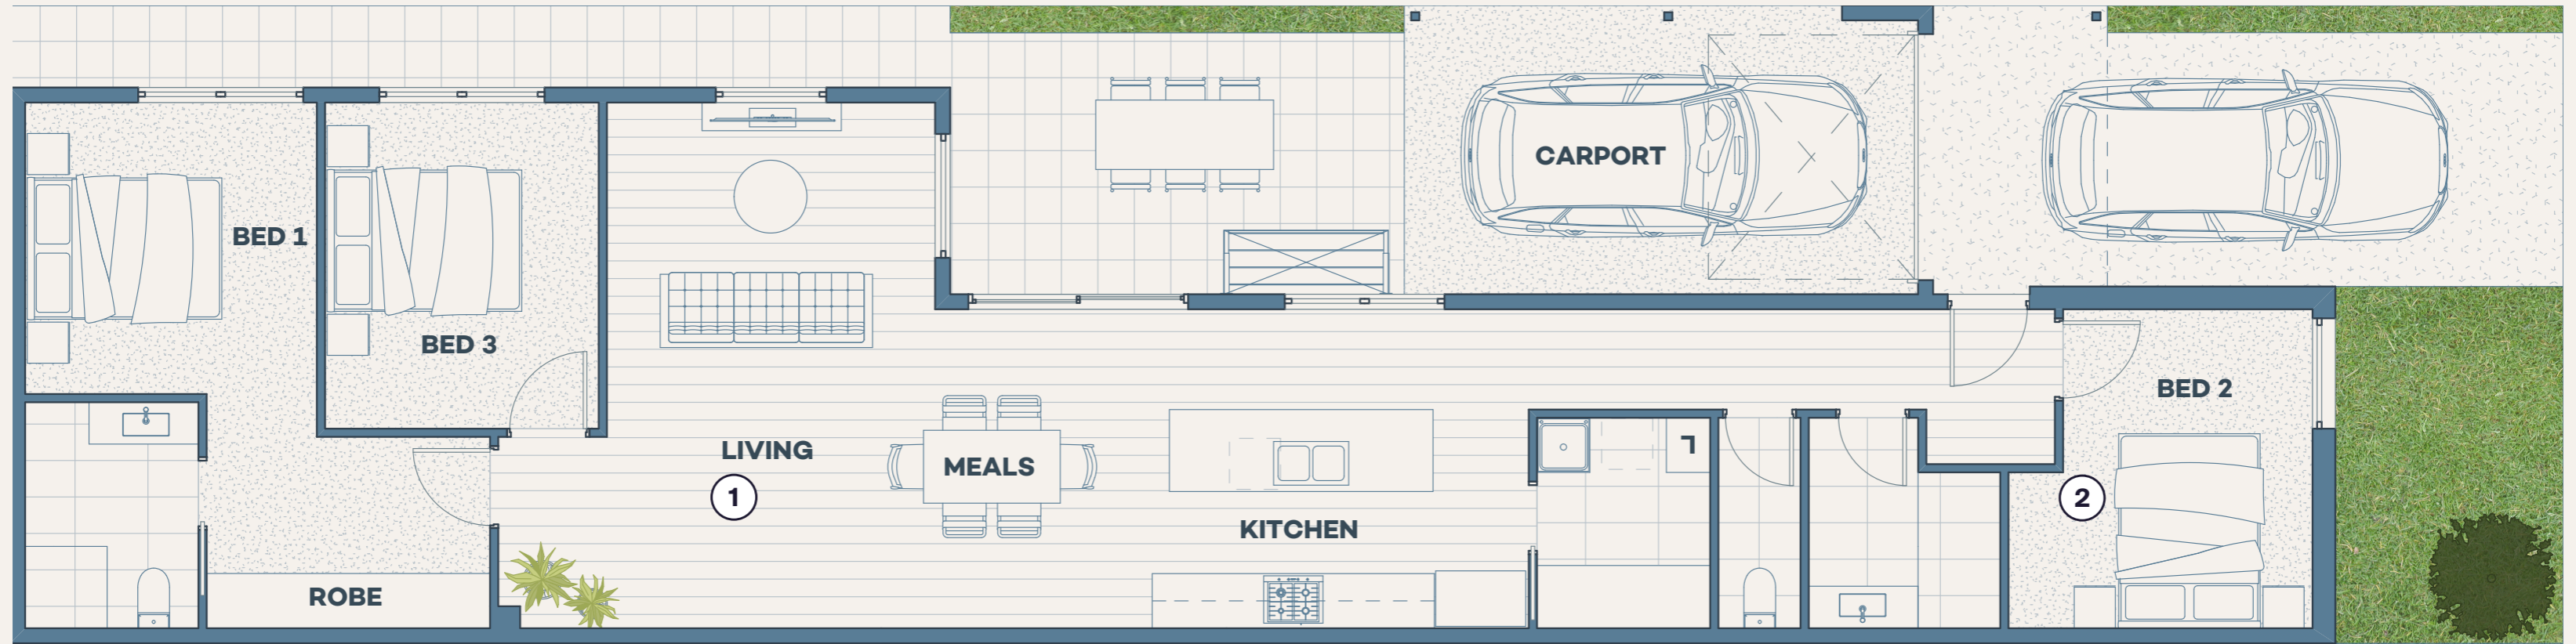 CARPORT
BED 1
BED 3
BED 2
LIVING
MEALS
L
1
2
KITCHEN
ROBE